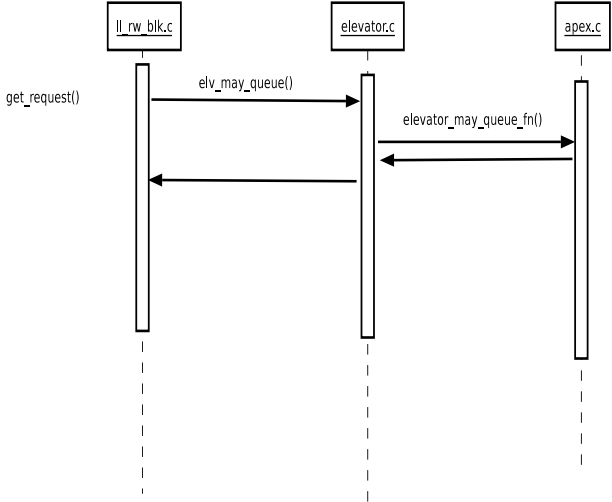 ll_rw_blk.c
elevator.c
apex.c
get_request()
elv_may_queue()
elevator_may_queue_fn()